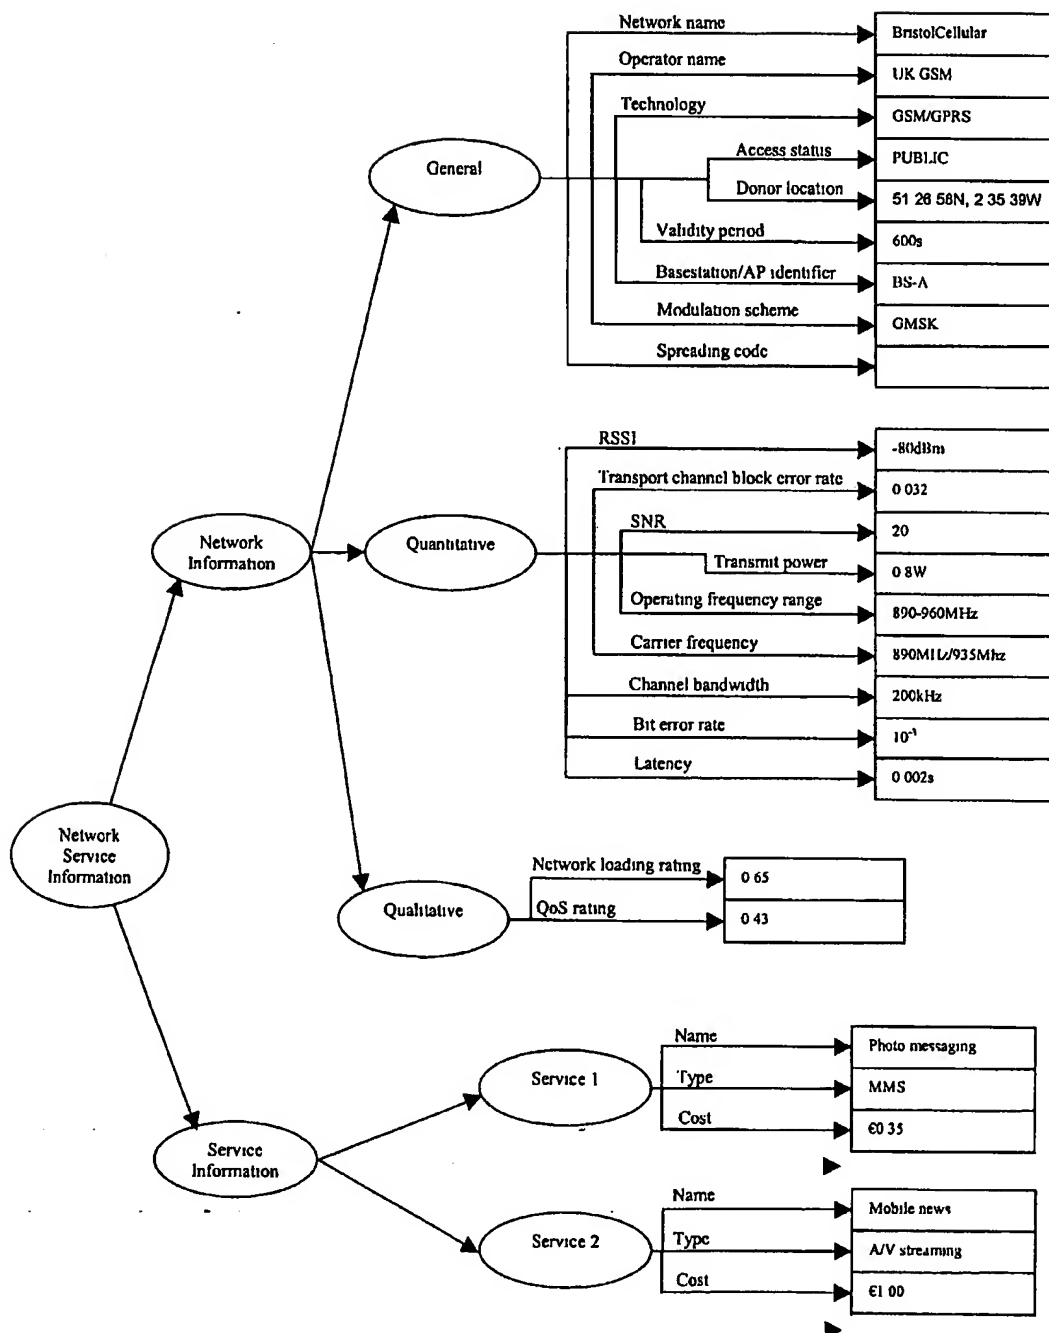 Network name
BristolCellular
Operator name
UK GSM
Technology
GSM/GPRS
General
Access status
PUBLIC
Donor location
51 26 58N, 2 35 39W
Validity period
600s
Basestation/AP identifier
BS-A
Modulation scheme
GMSK
Spreading code
RSSI
-80dBm
Transport channel block error rate
0 032
SNR
20
Network
Information
Quantitative
Transmit power
0 8W
Operating frequency range
890-960MHz
Carrier frequency
890MHz/935Mhz
Channel bandwidth
200kHz
Bit error rate
Latency
0 002s
Network
Service
Information
Network loading rating
0 65
Qualitative
QoS rating
0 43
Name
Photo messaging
Service 1
Type
MMS
Cost
€0 35
Service
Information
Name
Mobile news
Service 2
Type
A/V streaming
Cost
€1 00